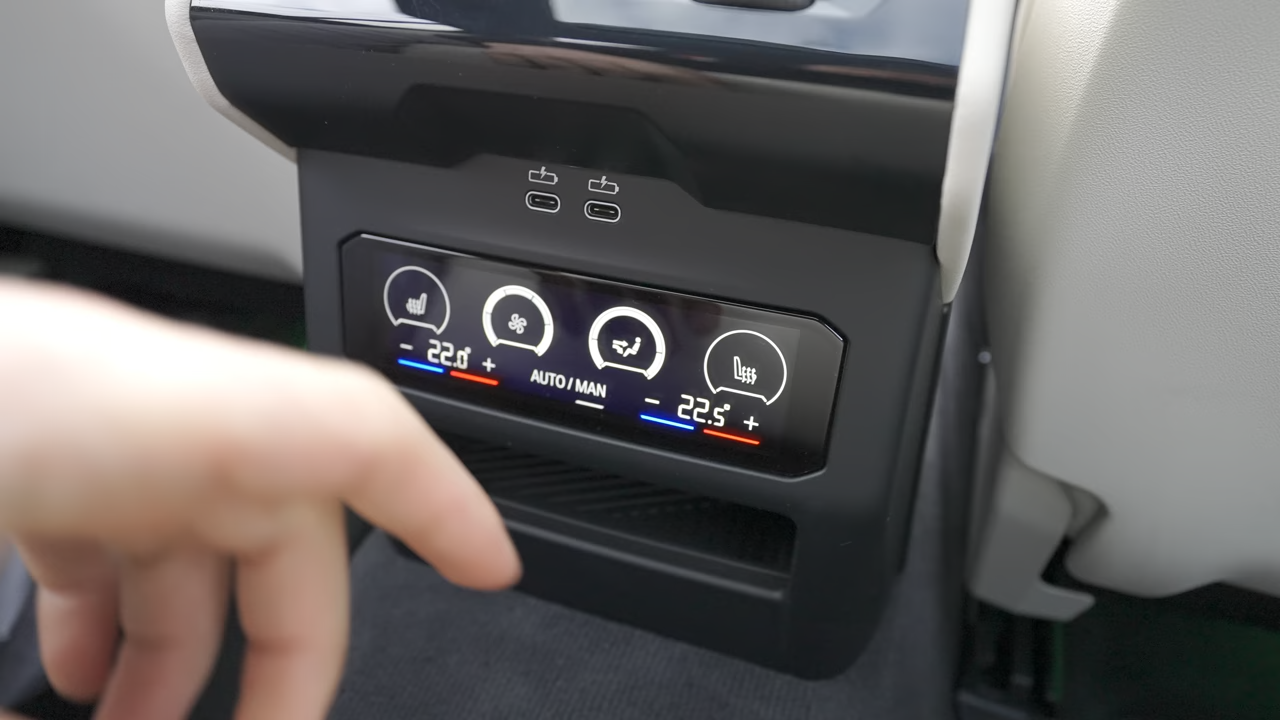 − 22.0° +
AUTO / MAN
− 22.5° +